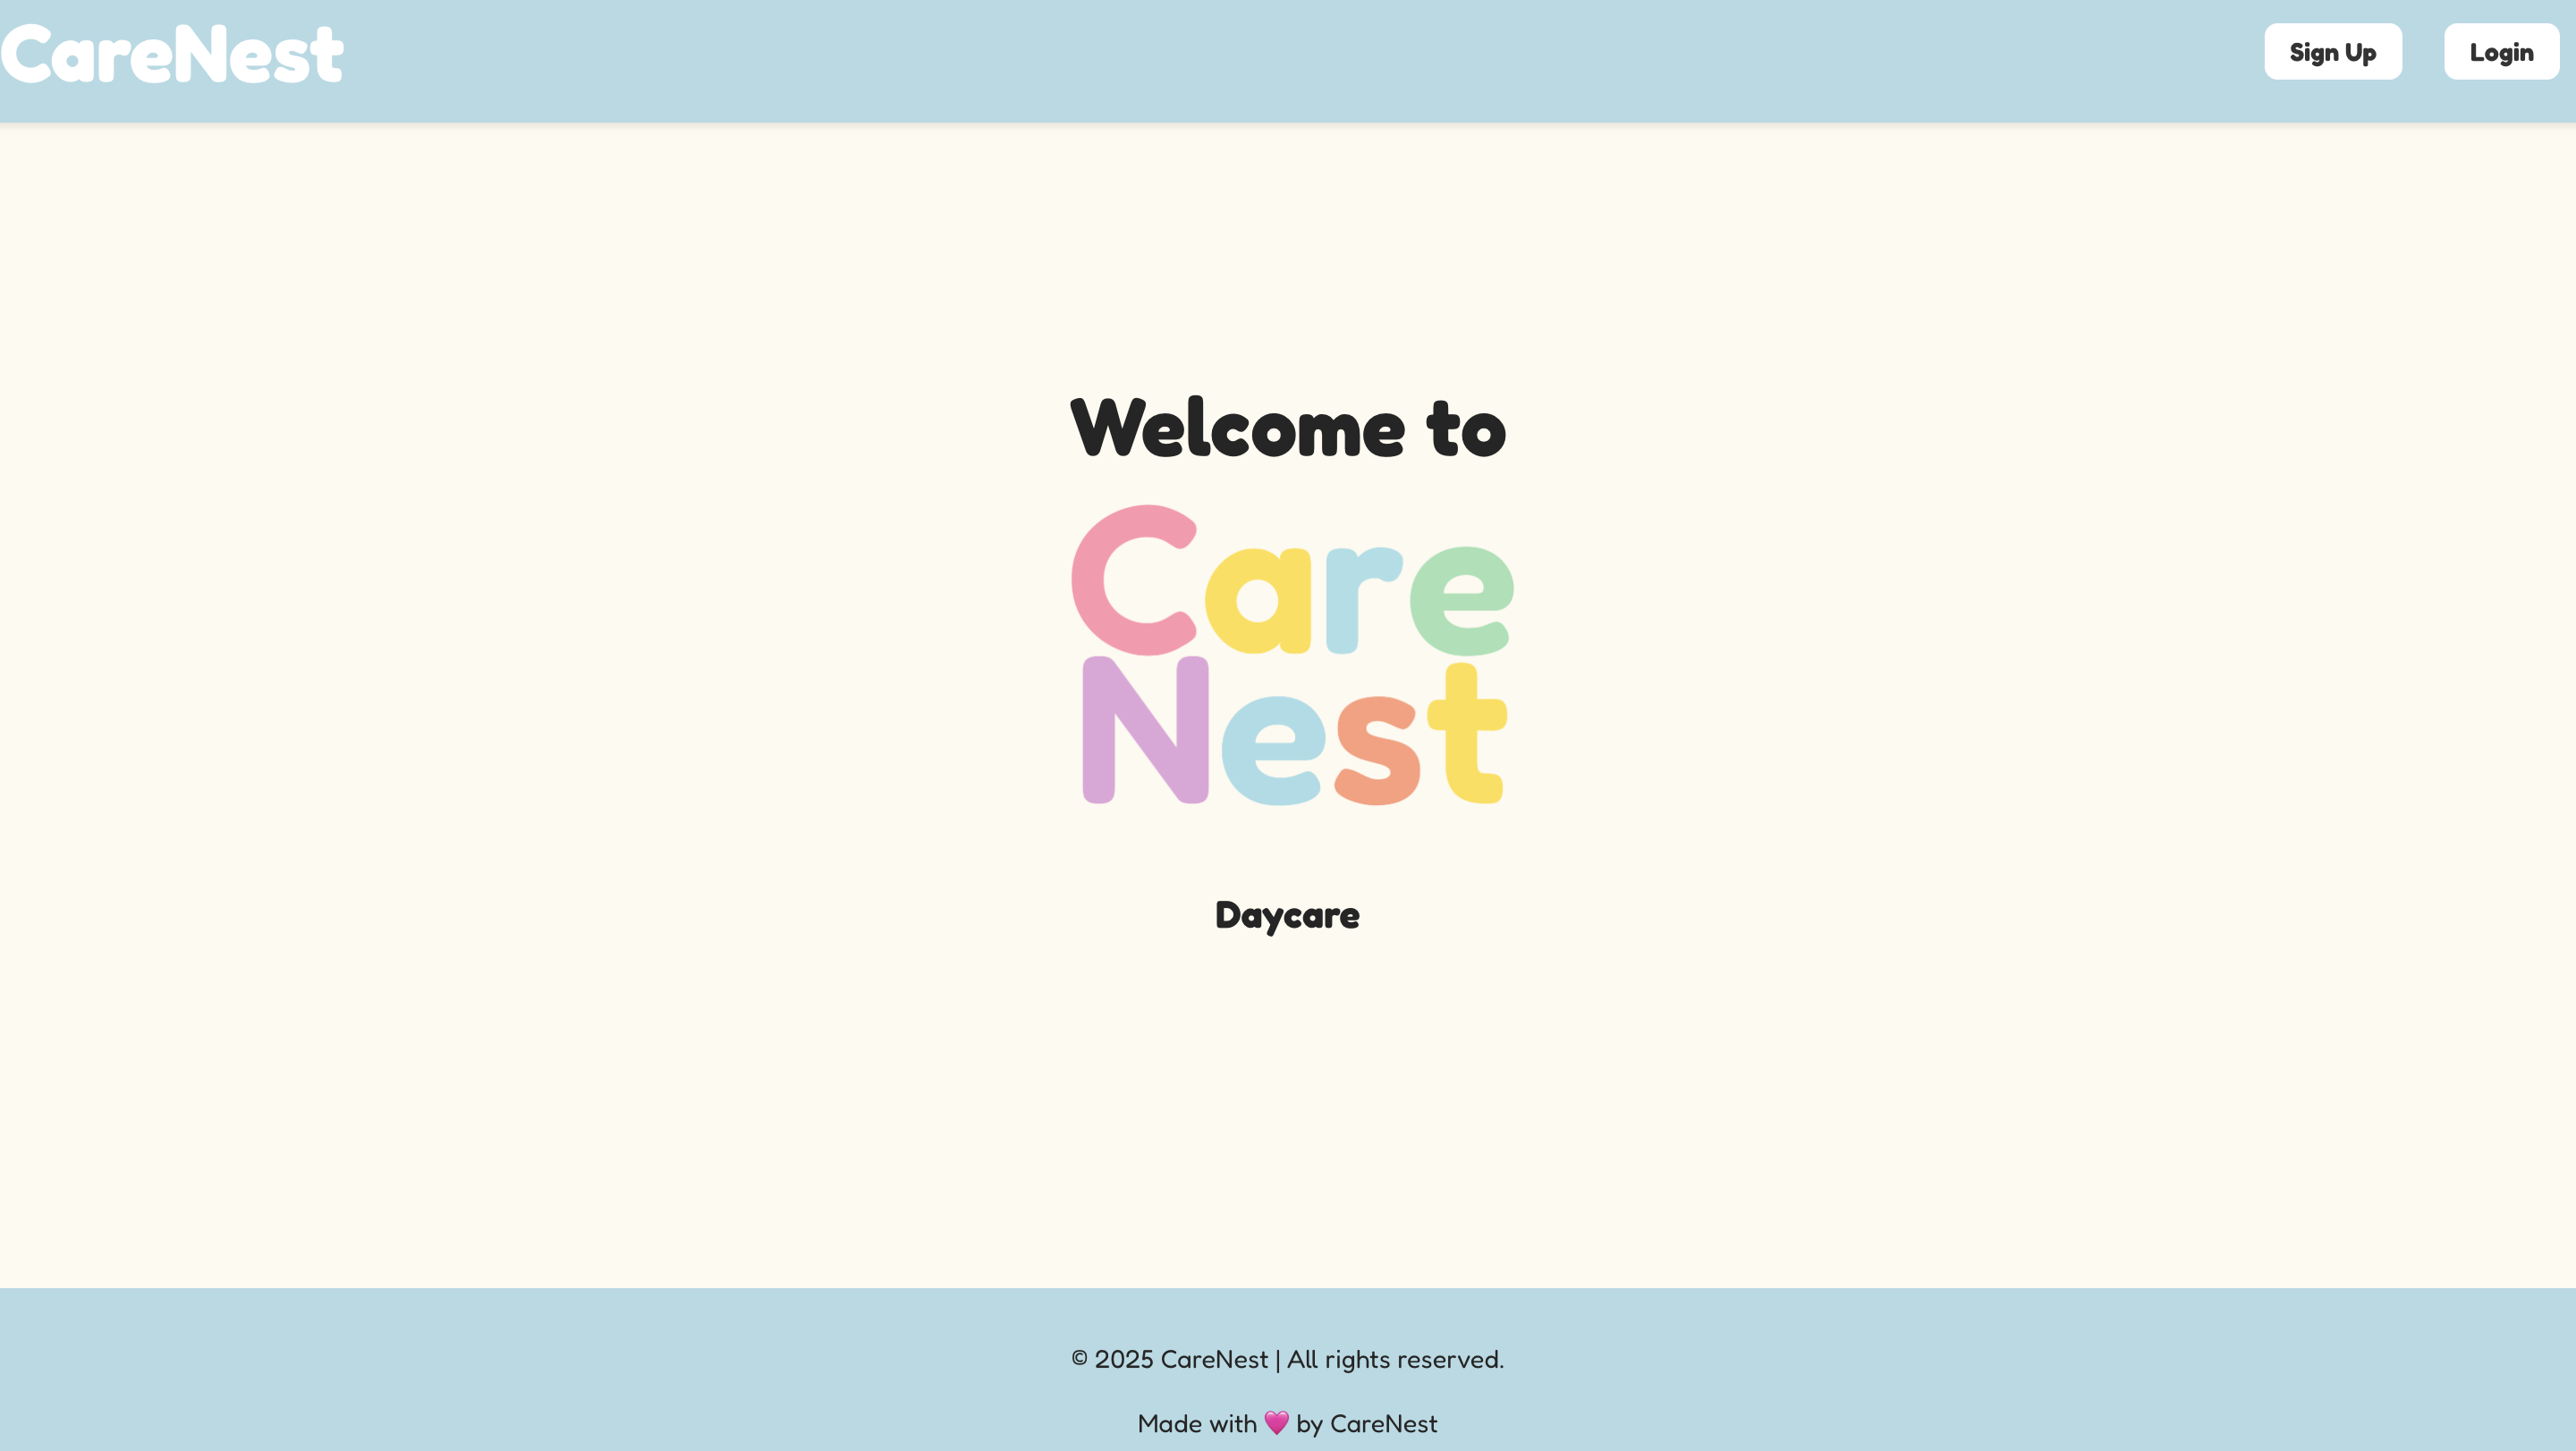 CareNest
Sign Up
Login
Welcome to
Care
Nest
Daycare
© 2025 CareNest | All rights reserved.
Made with 💗 by CareNest